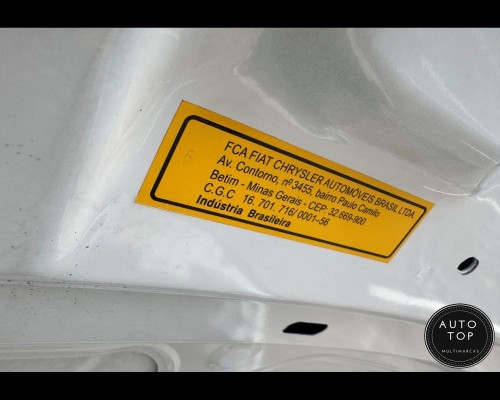 FCA FIAT CHRYSLER AUTOMÓVEIS BRASIL LTDA
Av. Contorno, nº 3455, bairro Paulo Camilo
Betim - Minas Gerais - CEP: 32.669-900
C.G.C 16. 701. 716/ 0001-56
Indústria Brasileira
AUTO
TOP
MULTIMARCAS